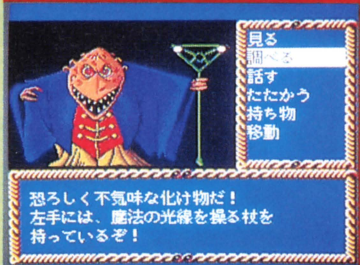 見る
調べる
話す
たたかう
持ち物
移動
恐ろしく不気味な化け物だ！
左手には、魔法の光線を操る杖を
持っているぞ！